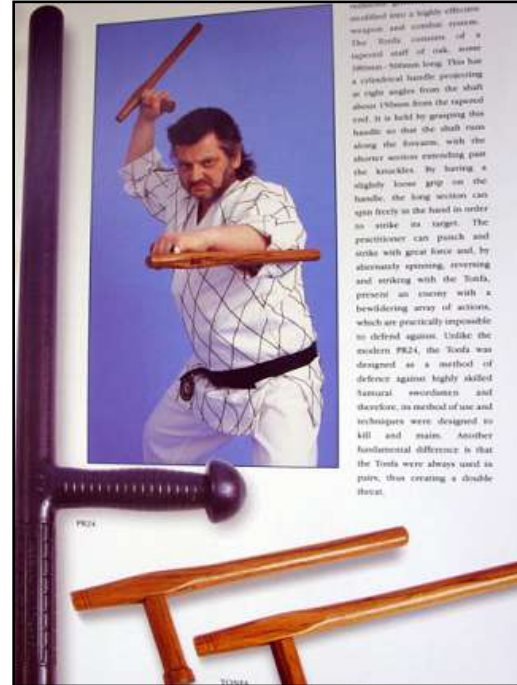 modified into a highly effective
weapon and combat system.
The Tonfa consists of a
tapered staff of oak, some
long. This has
a cylindrical handle projecting
at right angles from the shaft
about 150mm from the tapered
end. It is held by grasping this
handle so that the shaft runs
along the forearm, with the
shorter section extending past
the knuckles. By having a
slightly loose grip on the
handle, the long section can
spin freely in the hand in order
to strike its target. The
practitioner can punch and
strike with great force and, by
alternately spinning, reversing
and striking with the Tonfa,
present an enemy with a
bewildering array of actions,
which are practically impossible
to defend against. Unlike the
modern PR24, the Tonfa was
designed as a method of
defence against highly skilled
Samurai swordsmen and
therefore, its method of use and
techniques were designed to
kill and maim. Another
fundamental difference is that
the Tonfa were always used in
pairs, thus creating a double
threat.
PR24
TONFA